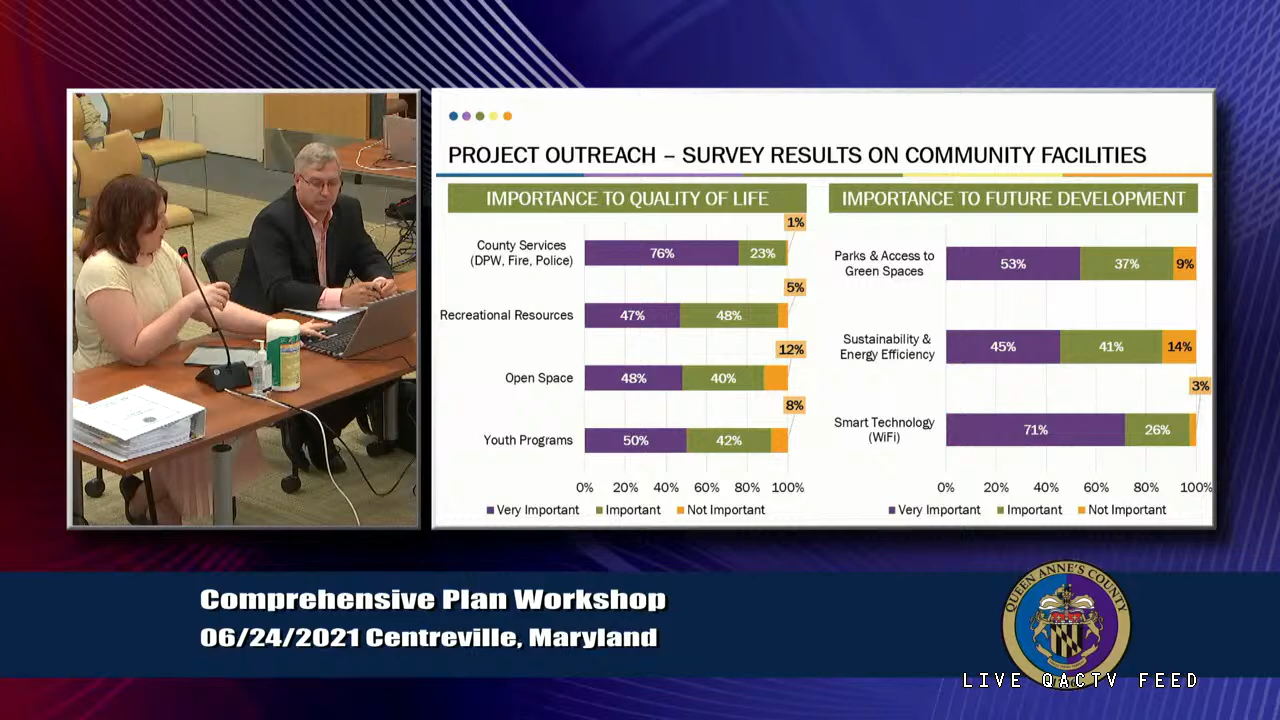 PROJECT OUTREACH – SURVEY RESULTS ON COMMUNITY FACILITIES
IMPORTANCE TO QUALITY OF LIFE
1%
County Services
(DPW, Fire, Police)
76%
23%
5%
Recreational Resources
47%
48%
12%
Open Space
48%
40%
8%
Youth Programs
50%
42%
0%
20%
40%
60%
80%
100%
Very Important
Important
Not Important
IMPORTANCE TO FUTURE DEVELOPMENT
Parks & Access to
Green Spaces
53%
37%
9%
Sustainability &
Energy Efficiency
45%
41%
14%
3%
Smart Technology
(WiFi)
71%
26%
0%
20%
40%
60%
80%
100%
Very Important
Important
Not Important
Comprehensive Plan Workshop
06/24/2021 Centreville, Maryland
QUEEN ANNE'S COUNTY
LIVE QACTV FEED